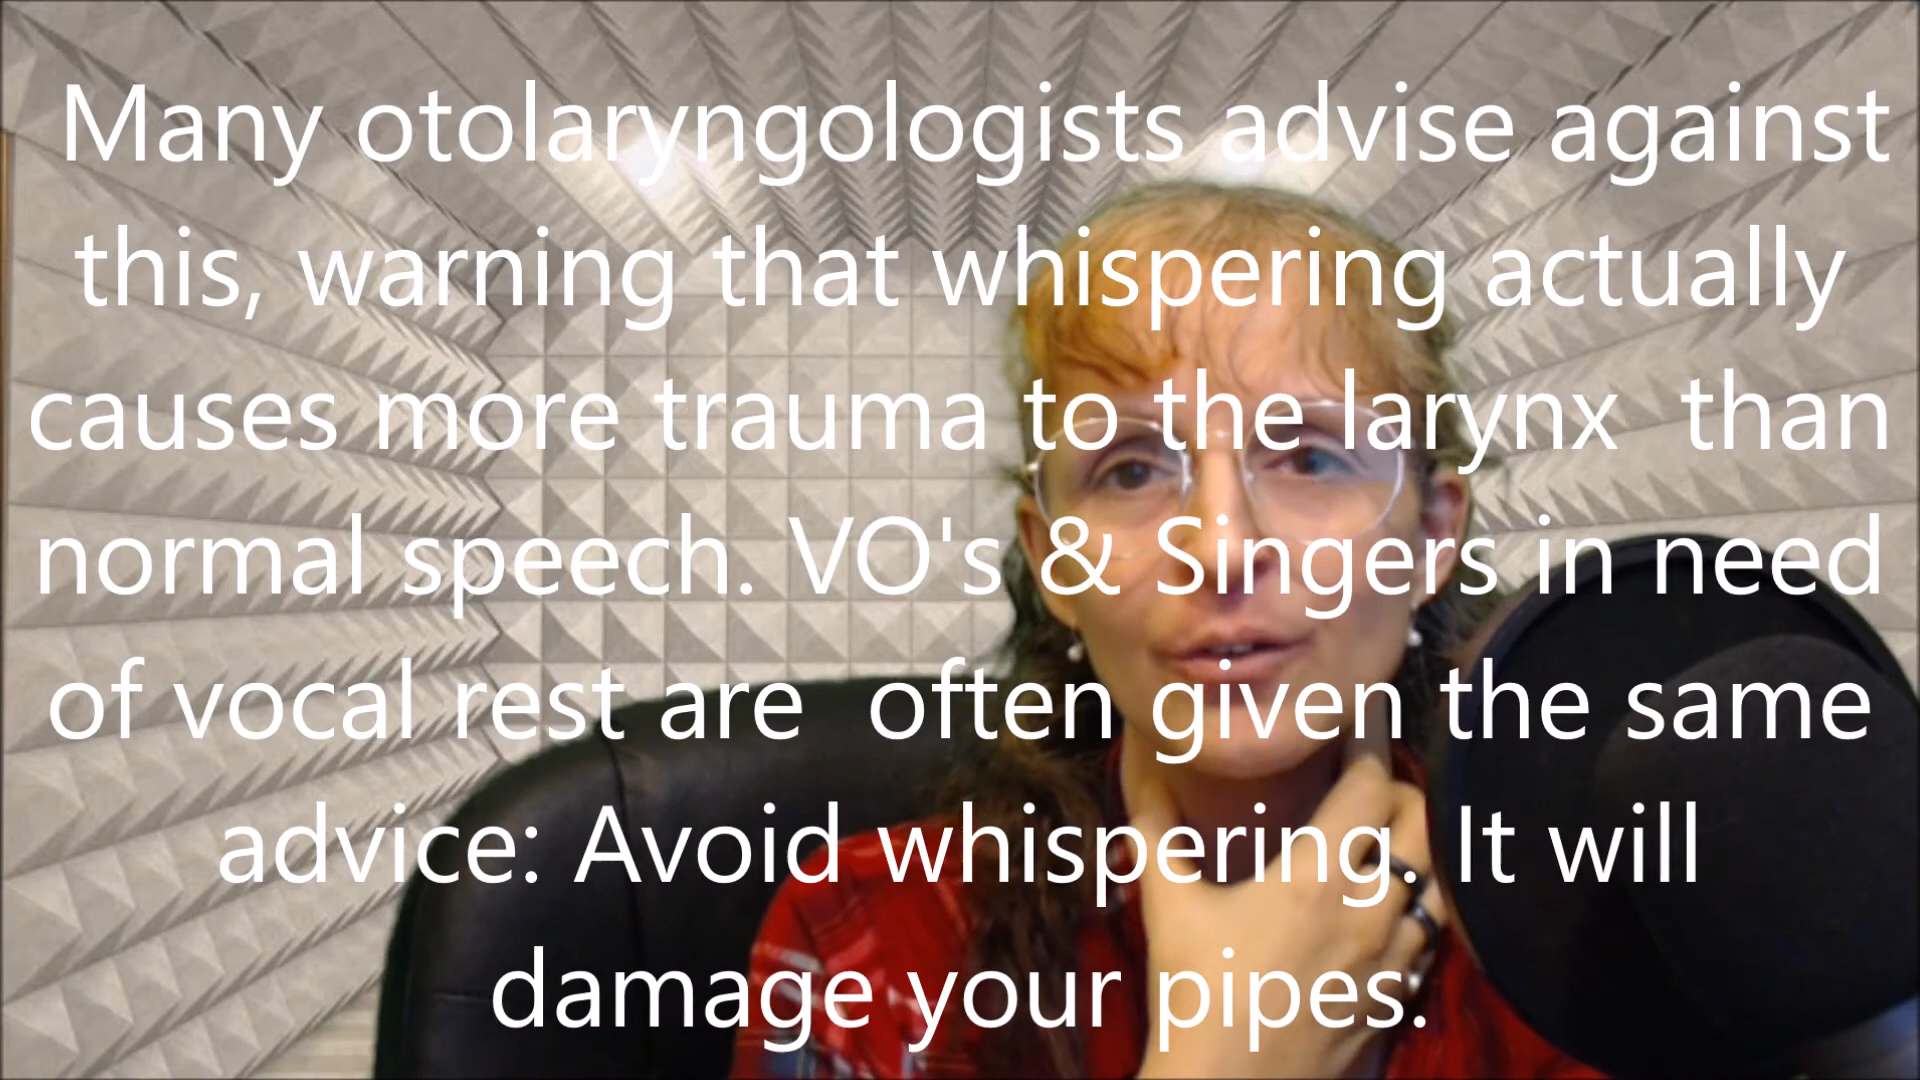 Many otolaryngologists advise against
this, warning that whispering actually
causes more trauma to the larynx  than
normal speech. VO's & Singers in need
of vocal rest are  often given the same
advice: Avoid whispering. It will
damage your pipes.